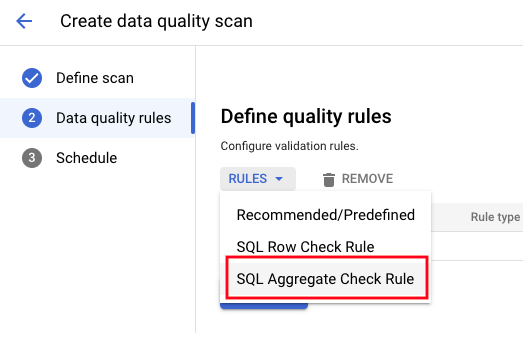 Create data quality scan
Define scan
2 Data quality rules
3 Schedule
Define quality rules
Configure validation rules.
RULES
REMOVE
Recommended/Predefined
Rule type
SQL Row Check Rule
SQL Aggregate Check Rule